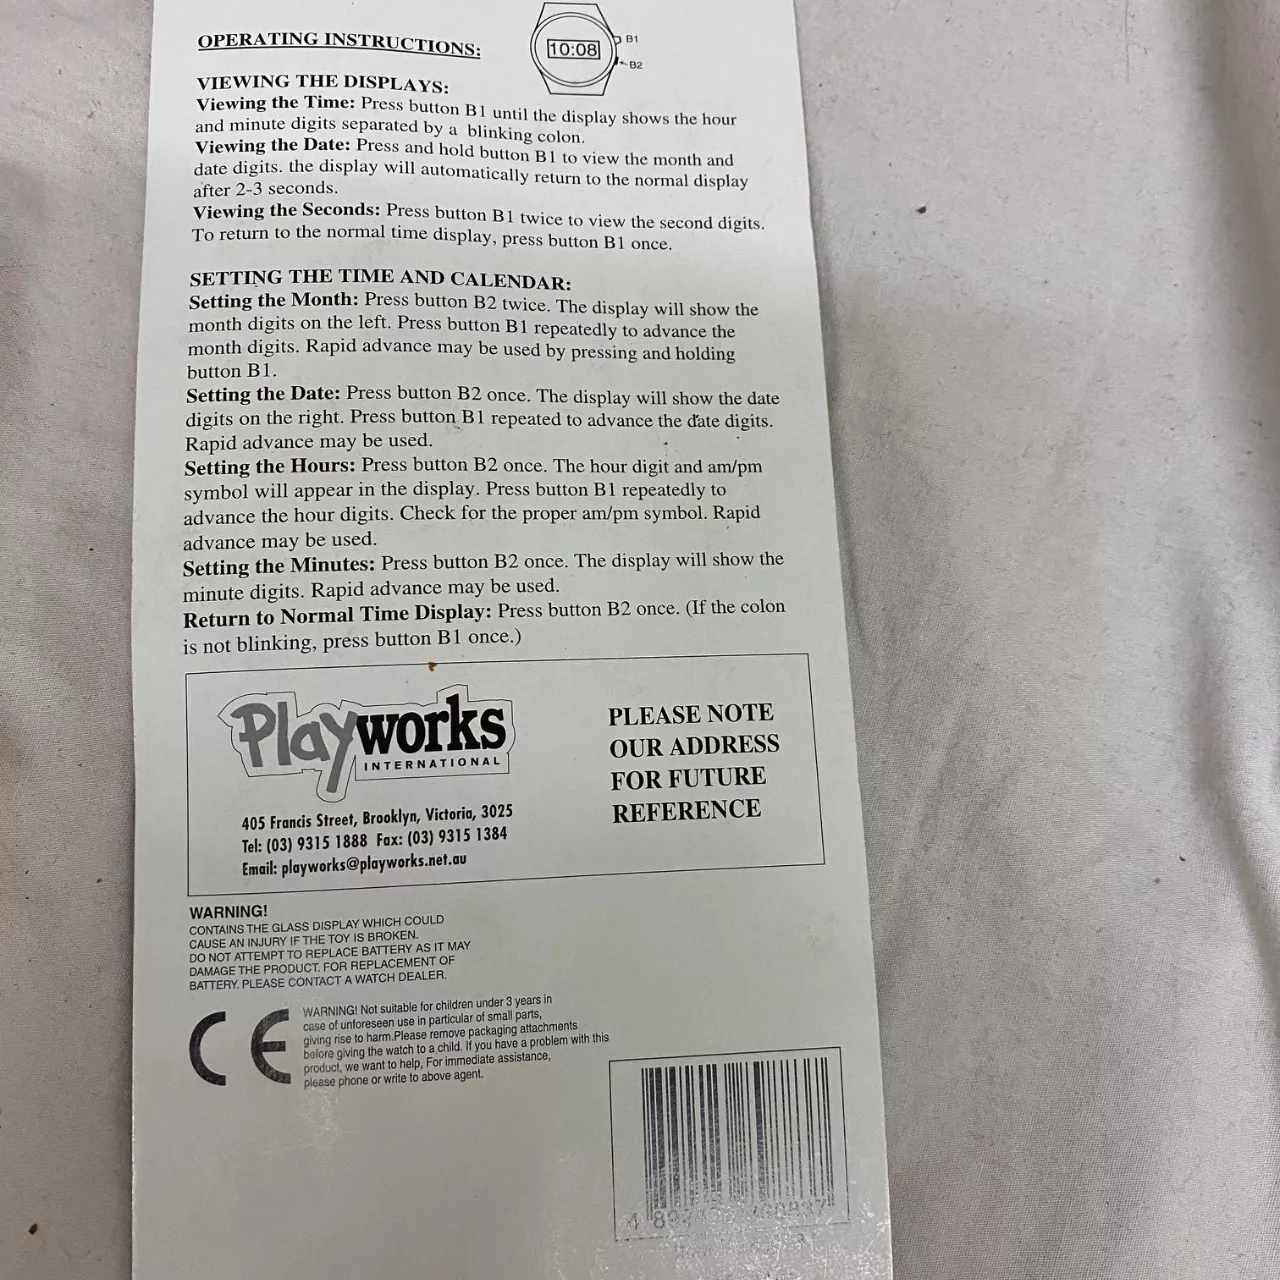 OPERATING INSTRUCTIONS:
10:08
B1
B2
VIEWING THE DISPLAYS:
Viewing the Time: Press button B1 until the display shows the hour
and minute digits separated by a blinking colon.
Viewing the Date: Press and hold button B1 to view the month and
date digits. the display will automatically return to the normal display
after 2-3 seconds.
Viewing the Seconds: Press button B1 twice to view the second digits.
To return to the normal time display, press button B1 once.
SETTING THE TIME AND CALENDAR:
Setting the Month: Press button B2 twice. The display will show the
month digits on the left. Press button B1 repeatedly to advance the
month digits. Rapid advance may be used by pressing and holding
button B1.
Setting the Date: Press button B2 once. The display will show the date
digits on the right. Press button B1 repeated to advance the date digits.
Rapid advance may be used.
Setting the Hours: Press button B2 once. The hour digit and am/pm
symbol will appear in the display. Press button B1 repeatedly to
advance the hour digits. Check for the proper am/pm symbol. Rapid
advance may be used.
Setting the Minutes: Press button B2 once. The display will show the
minute digits. Rapid advance may be used.
Return to Normal Time Display: Press button B2 once. (If the colon
is not blinking, press button B1 once.)
Playworks
INTERNATIONAL
405 Francis Street, Brooklyn, Victoria, 3025
Tel: (03) 9315 1888 Fax: (03) 9315 1384
Email: playworks@playworks.net.au
PLEASE NOTE
OUR ADDRESS
FOR FUTURE
REFERENCE
WARNING!
CONTAINS THE GLASS DISPLAY WHICH COULD
CAUSE AN INJURY IF THE TOY IS BROKEN.
DO NOT ATTEMPT TO REPLACE BATTERY AS IT MAY
DAMAGE THE PRODUCT. FOR REPLACEMENT OF
BATTERY. PLEASE CONTACT A WATCH DEALER.
CE
WARNING! Not suitable for children under 3 years in
case of unforeseen use in particular of small parts,
giving rise to harm.Please remove packaging attachments
before giving the watch to a child. If you have a problem with this
product, we want to help, For immediate assistance,
please phone or write to above agent.